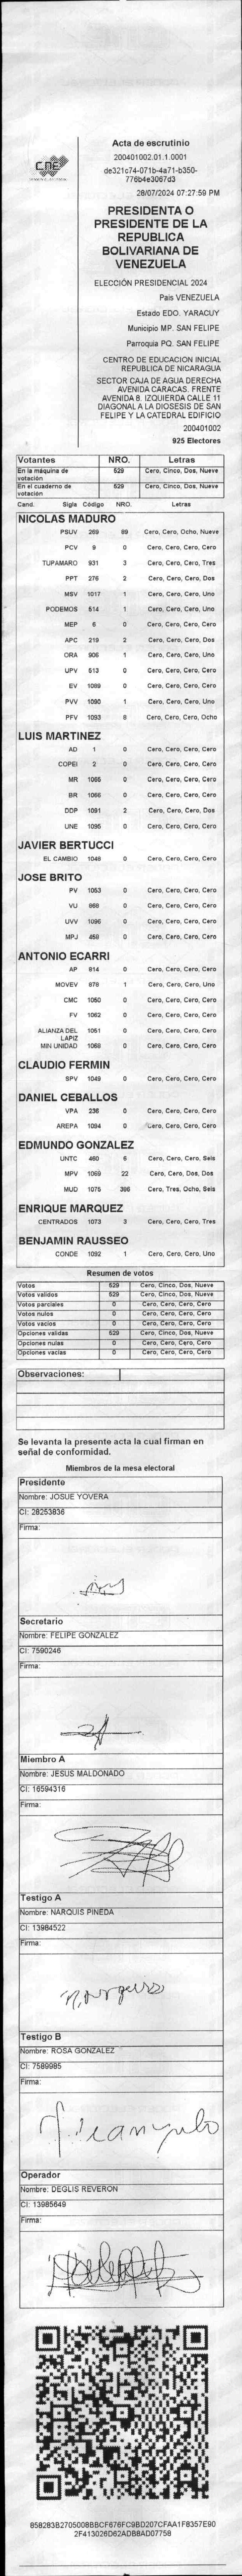 CNE
Acta de escrutinio
200401002.01.1.0001
de321c74-071b-4a71-b350-
776b4e3067d3
28/07/2024 07:27:59 PM
PRESIDENTA O
PRESIDENTE DE LA
REPUBLICA
BOLIVARIANA DE
VENEZUELA
ELECCIÓN PRESIDENCIAL 2024
Pais VENEZUELA
Estado EDO. YARACUY
Municipio MP. SAN FELIPE
Parroquia PQ. SAN FELIPE
CENTRO DE EDUCACION INICIAL
REPUBLICA DE NICARAGUA
SECTOR CAJA DE AGUA DERECHA
AVENIDA CARACAS. FRENTE
AVENIDA 8. IZQUIERDA CALLE 11
DIAGONAL A LA DIOSESIS DE SAN
FELIPE Y LA CATEDRAL EDIFICIO
200401002
925 Electores
Votantes NRO. Letras
En la máquina de votación 529 Cero, Cinco, Dos, Nueve
En el cuaderno de votación 529 Cero, Cinco, Dos, Nueve
Cand. Sigla Código NRO. Letras
NICOLAS MADURO
PSUV 269 89 Cero, Cero, Ocho, Nueve
PCV 9 0 Cero, Cero, Cero, Cero
TUPAMARO 931 3 Cero, Cero, Cero, Tres
PPT 276 2 Cero, Cero, Cero, Dos
MSV 1017 1 Cero, Cero, Cero, Uno
PODEMOS 514 1 Cero, Cero, Cero, Uno
MEP 6 0 Cero, Cero, Cero, Cero
APC 219 2 Cero, Cero, Cero, Dos
ORA 906 1 Cero, Cero, Cero, Uno
UPV 513 0 Cero, Cero, Cero, Cero
EV 1089 0 Cero, Cero, Cero, Cero
PVV 1090 1 Cero, Cero, Cero, Uno
PFV 1093 8 Cero, Cero, Cero, Ocho
LUIS MARTINEZ
AD 1 0 Cero, Cero, Cero, Cero
COPEI 2 0 Cero, Cero, Cero, Cero
MR 1065 0 Cero, Cero, Cero, Cero
BR 1066 0 Cero, Cero, Cero, Cero
DDP 1091 2 Cero, Cero, Cero, Dos
UNE 1095 0 Cero, Cero, Cero, Cero
JAVIER BERTUCCI
EL CAMBIO 1048 0 Cero, Cero, Cero, Cero
JOSE BRITO
PV 1053 0 Cero, Cero, Cero, Cero
VU 868 0 Cero, Cero, Cero, Cero
UVV 1096 0 Cero, Cero, Cero, Cero
MPJ 458 0 Cero, Cero, Cero, Cero
ANTONIO ECARRI
AP 914 0 Cero, Cero, Cero, Cero
MOVEV 978 1 Cero, Cero, Cero, Uno
CMC 1050 0 Cero, Cero, Cero, Cero
FV 1062 0 Cero, Cero, Cero, Cero
ALIANZA DEL LAPIZ 1051 0 Cero, Cero, Cero, Cero
MIN UNIDAD 1068 0 Cero, Cero, Cero, Cero
CLAUDIO FERMIN
SPV 1049 0 Cero, Cero, Cero, Cero
DANIEL CEBALLOS
VPA 236 0 Cero, Cero, Cero, Cero
AREPA 1094 0 Cero, Cero, Cero, Cero
EDMUNDO GONZALEZ
UNTC 460 6 Cero, Cero, Cero, Seis
MPV 1069 22 Cero, Cero, Dos, Dos
MUD 1075 386 Cero, Tres, Ocho, Seis
ENRIQUE MARQUEZ
CENTRADOS 1073 3 Cero, Cero, Cero, Tres
BENJAMIN RAUSSEO
CONDE 1092 1 Cero, Cero, Cero, Uno
Resumen de votos
Votos 529 Cero, Cinco, Dos, Nueve
Votos validos 529 Cero, Cinco, Dos, Nueve
Votos parciales 0 Cero, Cero, Cero, Cero
Votos nulos 0 Cero, Cero, Cero, Cero
Votos vacios 0 Cero, Cero, Cero, Cero
Opciones validas 529 Cero, Cinco, Dos, Nueve
Opciones nulas 0 Cero, Cero, Cero, Cero
Opciones vacias 0 Cero, Cero, Cero, Cero
Observaciones:
Se levanta la presente acta la cual firman en
señal de conformidad.
Miembros de la mesa electoral
Presidente
Nombre: JOSUE YOVERA
CI: 28253836
Firma:
Secretario
Nombre: FELIPE GONZALEZ
CI: 7590246
Firma:
Miembro A
Nombre: JESUS MALDONADO
CI: 16594316
Firma:
Testigo A
Nombre: NARQUIS PINEDA
CI: 13984522
Firma:
Testigo B
Nombre: ROSA GONZALEZ
CI: 7589985
Firma:
Operador
Nombre: DEGLIS REVERON
CI: 13985649
Firma:
858283B2705008BBCF676FC9BD207CFAA1F8357E90
2F413026D62ADB8AD07758